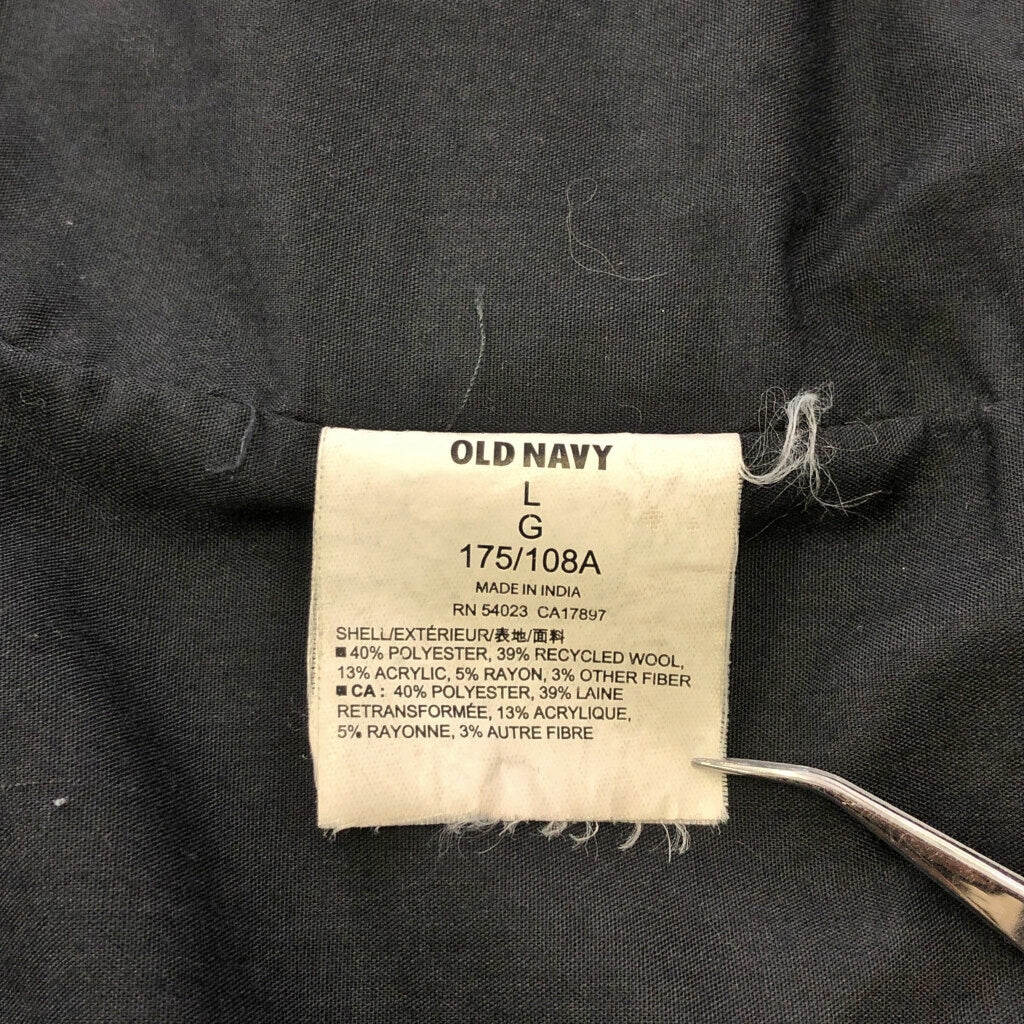 OLD NAVY
L
G
175/108A
MADE IN INDIA
RN 54023 CA17897
SHELL/EXTÉRIEUR/表地/面料
■ 40% POLYESTER, 39% RECYCLED WOOL,
13% ACRYLIC, 5% RAYON, 3% OTHER FIBER
■ CA : 40% POLYESTER, 39% LAINE
RETRANSFORMÉE, 13% ACRYLIQUE,
5% RAYONNE, 3% AUTRE FIBRE